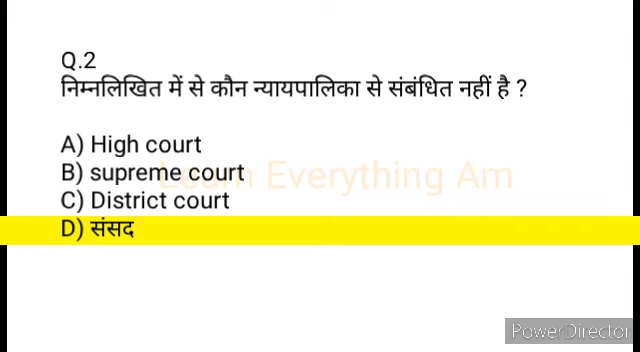 Q.2
निम्नलिखित में से कौन न्यायपालिका से संबंधित नहीं है ?
A) High court
B) supreme court
Learn Everything Am
C) District court
D) संसद
PowerDirector